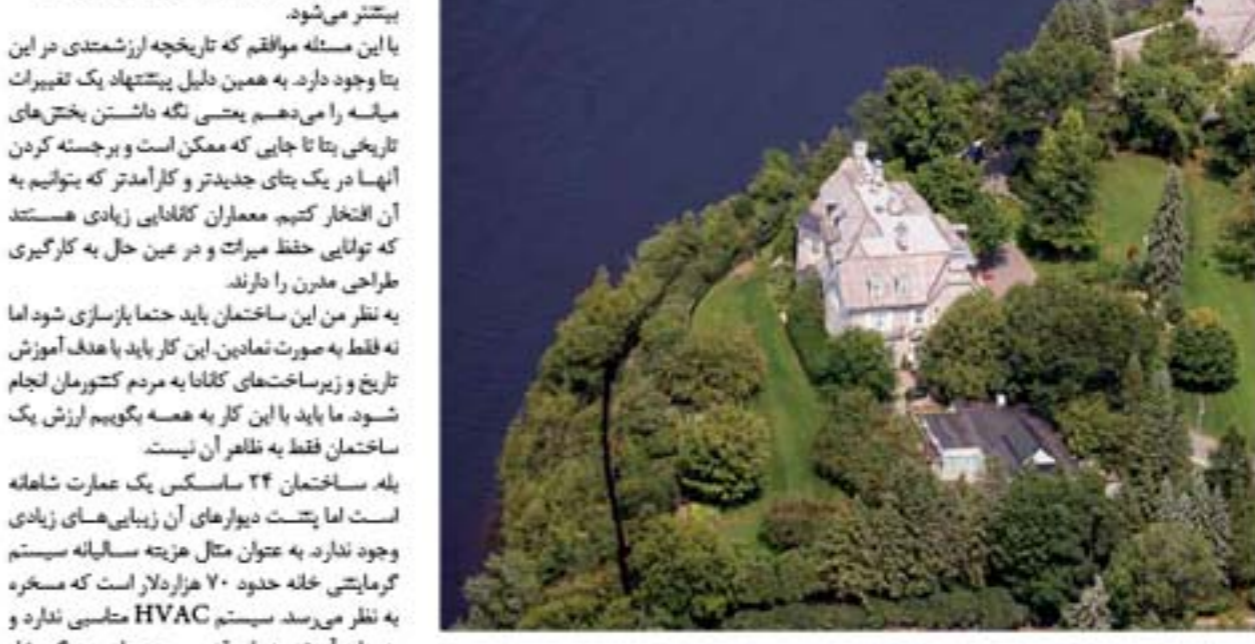 بیشتر می‌شود.
با این مسئله موافقم که تاریخچه ارزشمندی در این
بنا وجود دارد. به همین دلیل پیشنهاد یک تغییرات
میانه را می‌دهم یعنی نگه داشتن بخش‌های
تاریخی بنا تا جایی که ممکن است و برجسته کردن
آنها در یک بنای جدیدتر و کارآمدتر که بتوانیم به
آن افتخار کنیم. معماران کانادایی زیادی هستند
که توانایی حفظ میراث و در عین حال به کارگیری
طراحی مدرن را دارند.
به نظر من این ساختمان باید حتما بازسازی شود اما
نه فقط به صورت نمادین. این کار باید با هدف آموزش
تاریخ و زیرساخت‌های کانادا به مردم کشورمان انجام
شود. ما باید با این کار به همه بگوییم ارزش یک
ساختمان فقط به ظاهر آن نیست.
بله. ساختمان ۲۴ ساسکس یک عمارت شاهانه
است اما پشت دیوارهای آن زیبایی‌های زیادی
وجود ندارد. به عنوان مثال هزینه سالیانه سیستم
گرمایشی خانه حدود ۷۰ هزاردلار است که مسخره
به نظر می‌رسد. سیستم HVAC مناسبی ندارد و